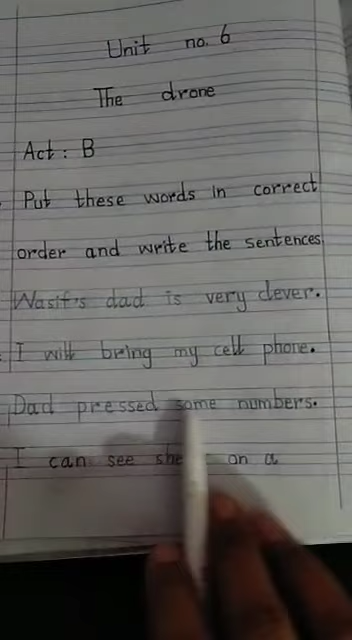 Unit no. 6
The drone
Act : B
Put these words in correct
order and write the sentences
Wasif's dad is very clever.
I will bring my cell phone.
Dad pressed some numbers.
I can see on a